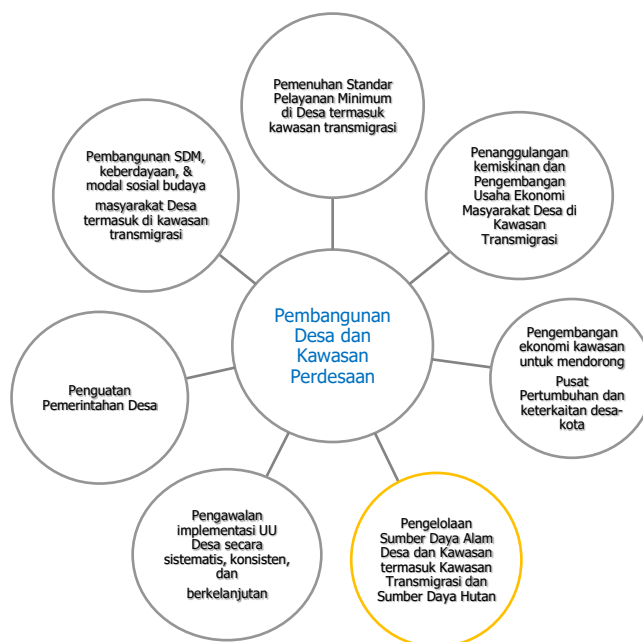 Pemenuhan Standar
Pelayanan Minimum
di Desa termasuk
kawasan transmigrasi
Penanggulangan
kemiskinan dan
Pengembangan
Usaha Ekonomi
Masyarakat Desa di
Kawasan
Transmigrasi
Pengembangan
ekonomi kawasan
untuk mendorong
Pusat
Pertumbuhan dan
keterkaitan desa-
kota
Pengelolaan
Sumber Daya Alam
Desa dan Kawasan
termasuk Kawasan
Transmigrasi dan
Sumber Daya Hutan
Pengawalan
implementasi UU
Desa secara
sistematis, konsisten,
dan
berkelanjutan
Penguatan
Pemerintahan Desa
Pembangunan SDM,
keberdayaan, &
modal sosial budaya
masyarakat Desa
termasuk di kawasan
transmigrasi
Pembangunan
Desa dan
Kawasan
Perdesaan